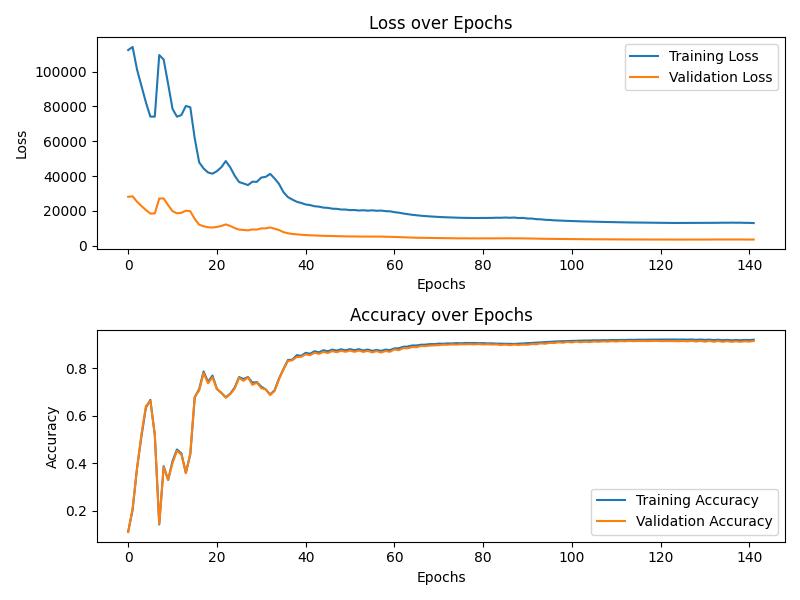 Loss over Epochs
Loss
100000
80000
60000
40000
20000
0
Training Loss
Validation Loss
0 20 40 60 80 100 120 140
Epochs
Accuracy over Epochs
Accuracy
0.8
0.6
0.4
0.2
Training Accuracy
Validation Accuracy
0 20 40 60 80 100 120 140
Epochs